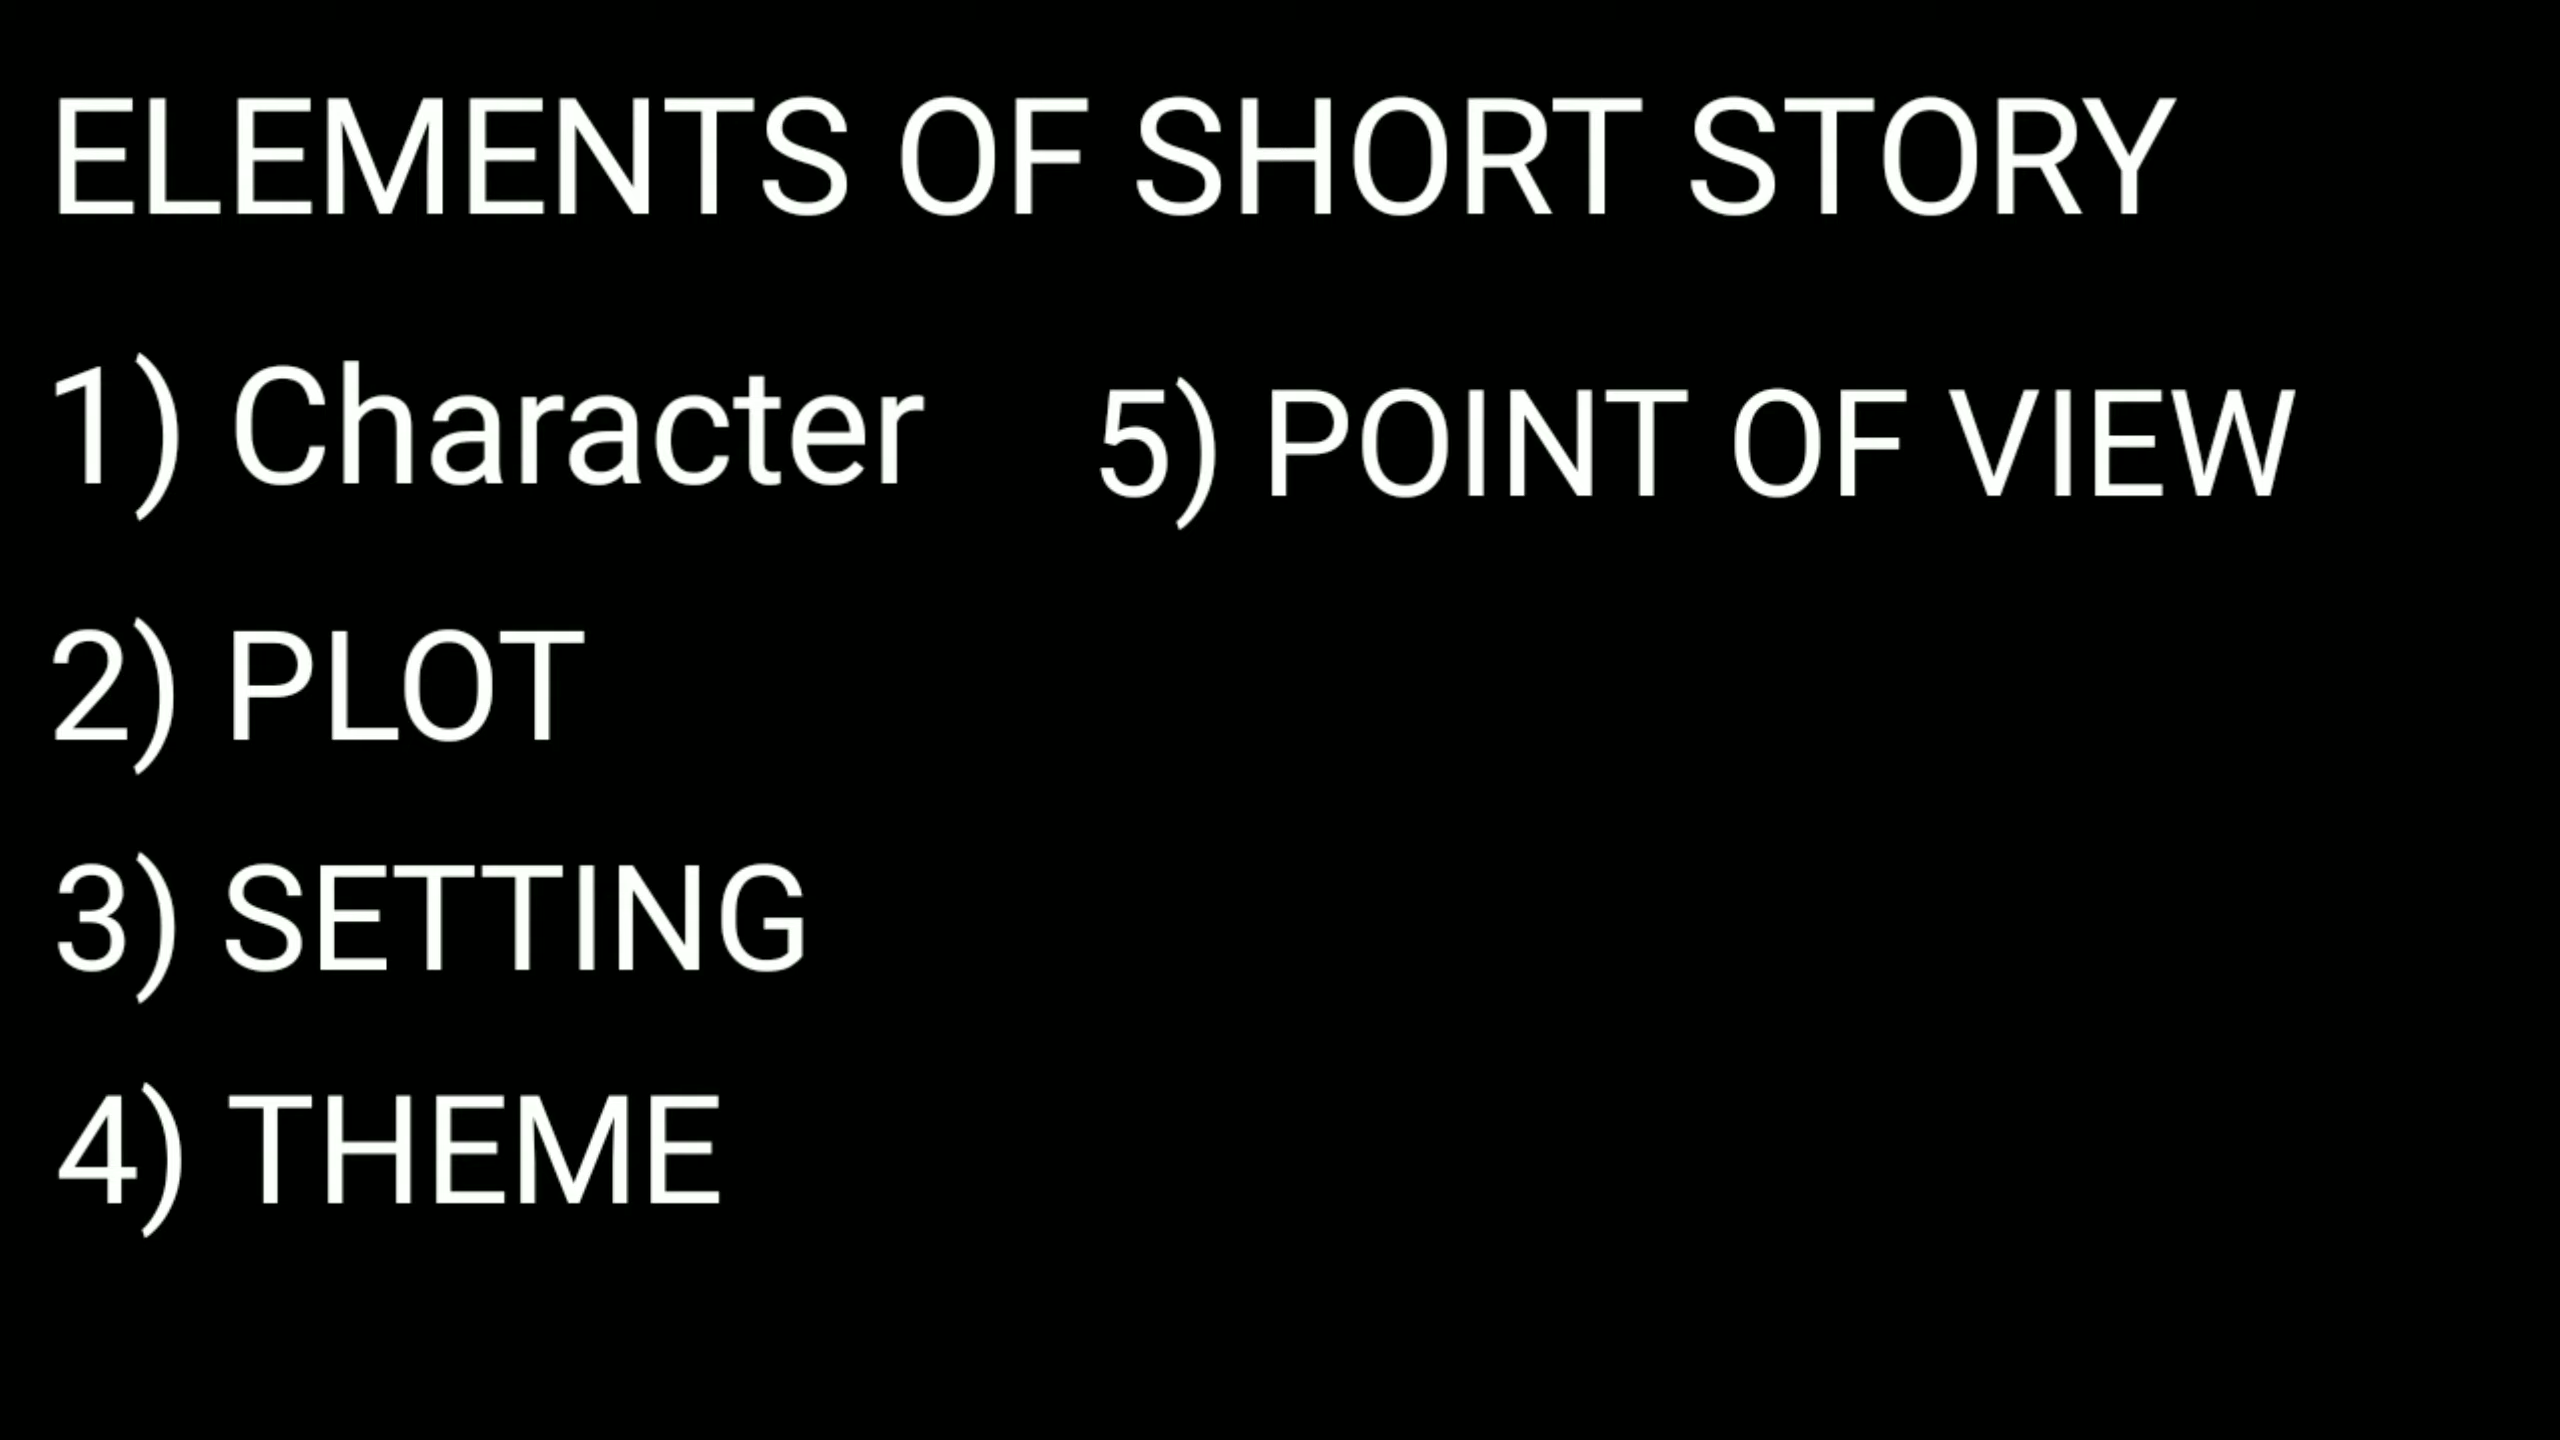 ELEMENTS OF SHORT STORY
1) Character
2) PLOT
3) SETTING
4) THEME
5) POINT OF VIEW